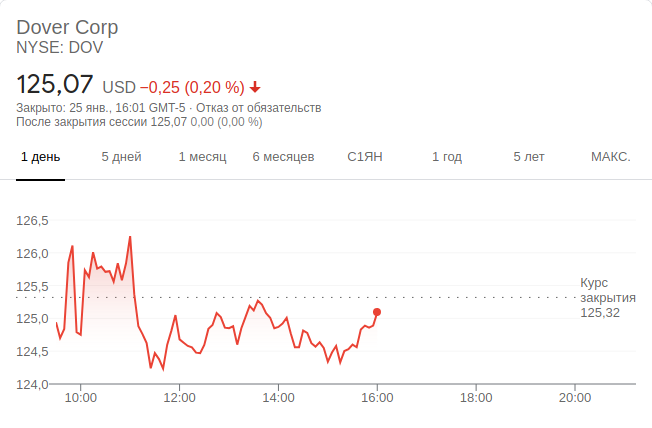 Dover Corp
NYSE: DOV
125,07 USD −0,25 (0,20 %)
Закрыто: 25 янв., 16:01 GMT-5 · Отказ от обязательств
После закрытия сессии 125,07 0,00 (0,00 %)
1 день 5 дней 1 месяц 6 месяцев С1ЯН 1 год 5 лет МАКС.
126,5
126,0
125,5
Курс
закрытия
125,32
125,0
124,5
124,0
10:00 12:00 14:00 16:00 18:00 20:00